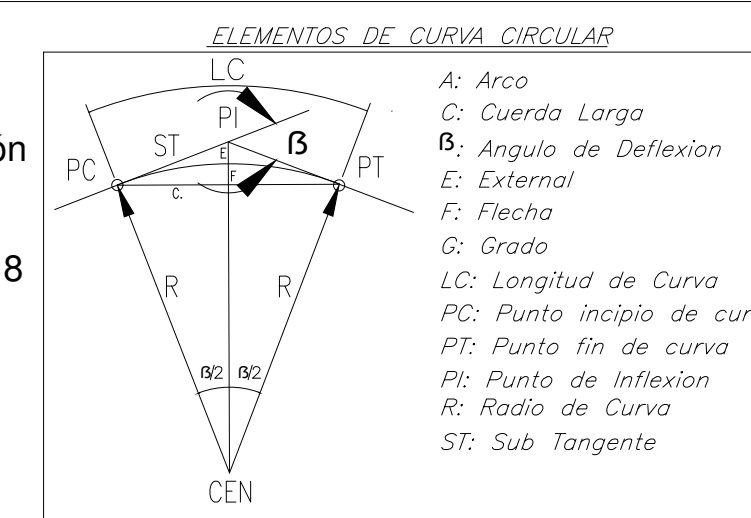 ELEMENTOS DE CURVA CIRCULAR
LC
PI
ST
E
ß
PC
PT
F
C.
R
R
ß/2
ß/2
CEN
A: Arco
C: Cuerda Larga
ß: Angulo de Deflexion
E: External
F: Flecha
G: Grado
LC: Longitud de Curva
PC: Punto incipio de cur
PT: Punto fin de curva
PI: Punto de Inflexion
R: Radio de Curva
ST: Sub Tangente
ón
8